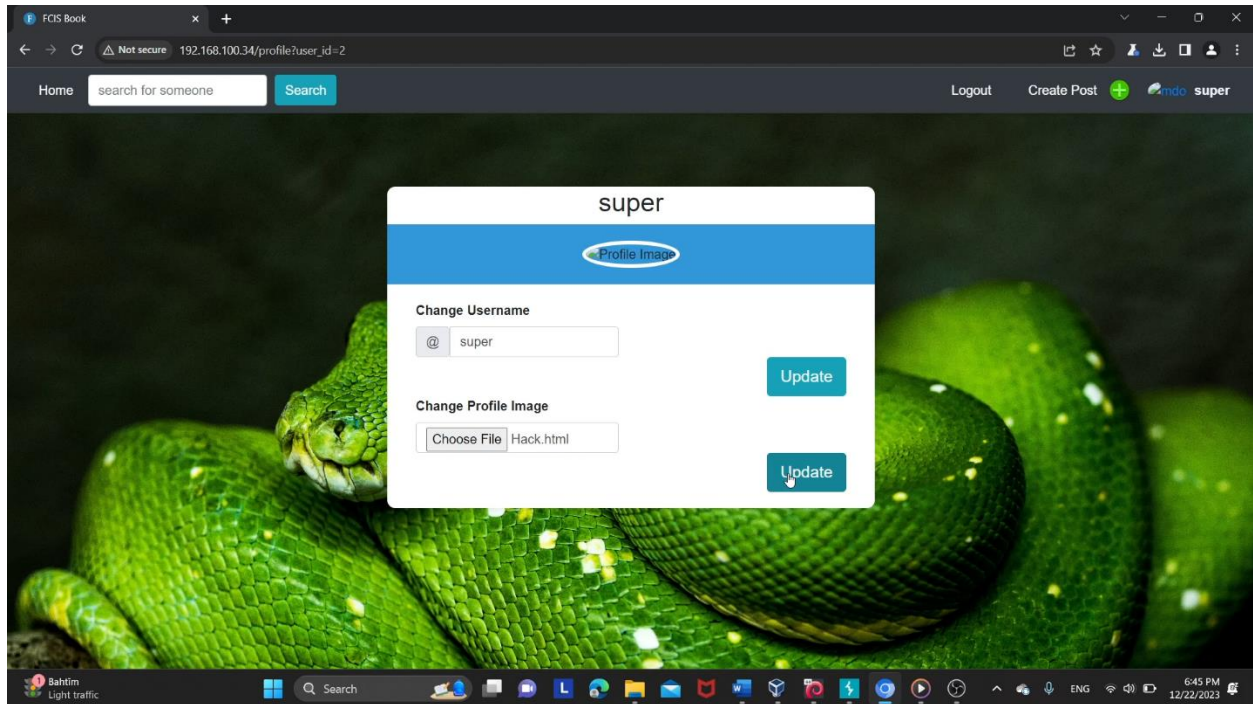 FCIS Book
Not secure 192.168.100.34/profile?user_id=2
Home search for someone Search Logout Create Post mdo super
super
Profile Image
Change Username
@ super
Update
Change Profile Image
Choose File Hack.html
Update
Bahtîm
Light traffic
Search
ENG
6:45 PM
12/22/2023